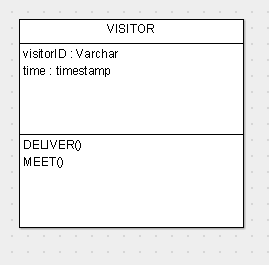 VISITOR
visitorID : Varchar
time : timestamp
DELIVER()
MEET()